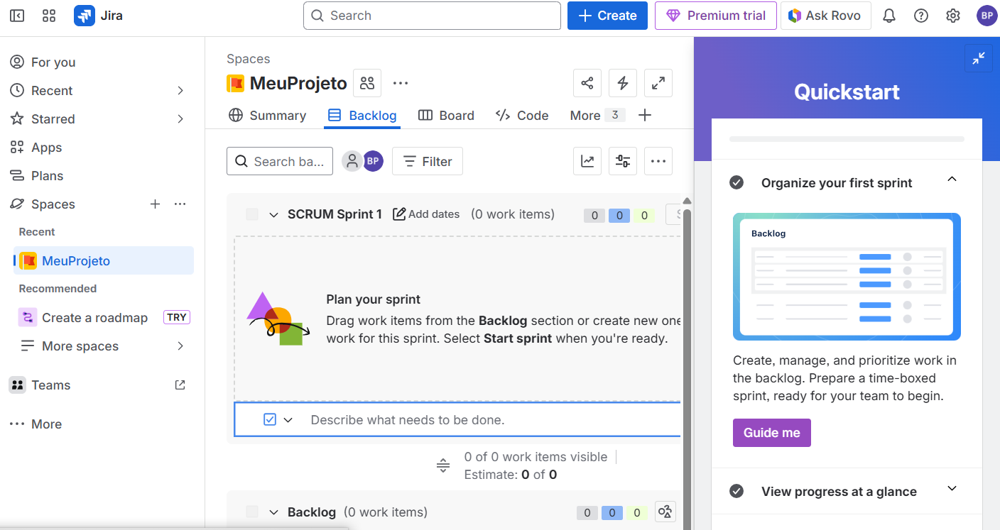 Jira
Search
Create
Premium trial
Ask Rovo
BP
For you
Recent
Starred
Apps
Plans
Spaces
Recent
MeuProjeto
Recommended
Create a roadmap TRY
More spaces
Teams
More
Spaces
MeuProjeto
Summary Backlog Board Code More 3
Search ba... BP Filter
SCRUM Sprint 1 Add dates (0 work items) 0 0 0
Plan your sprint
Drag work items from the Backlog section or create new one
work for this sprint. Select Start sprint when you're ready.
Describe what needs to be done.
0 of 0 work items visible
Estimate: 0 of 0
Backlog (0 work items) 0 0 0
Quickstart
Organize your first sprint
Backlog
Create, manage, and prioritize work in
the backlog. Prepare a time-boxed
sprint, ready for your team to begin.
Guide me
View progress at a glance